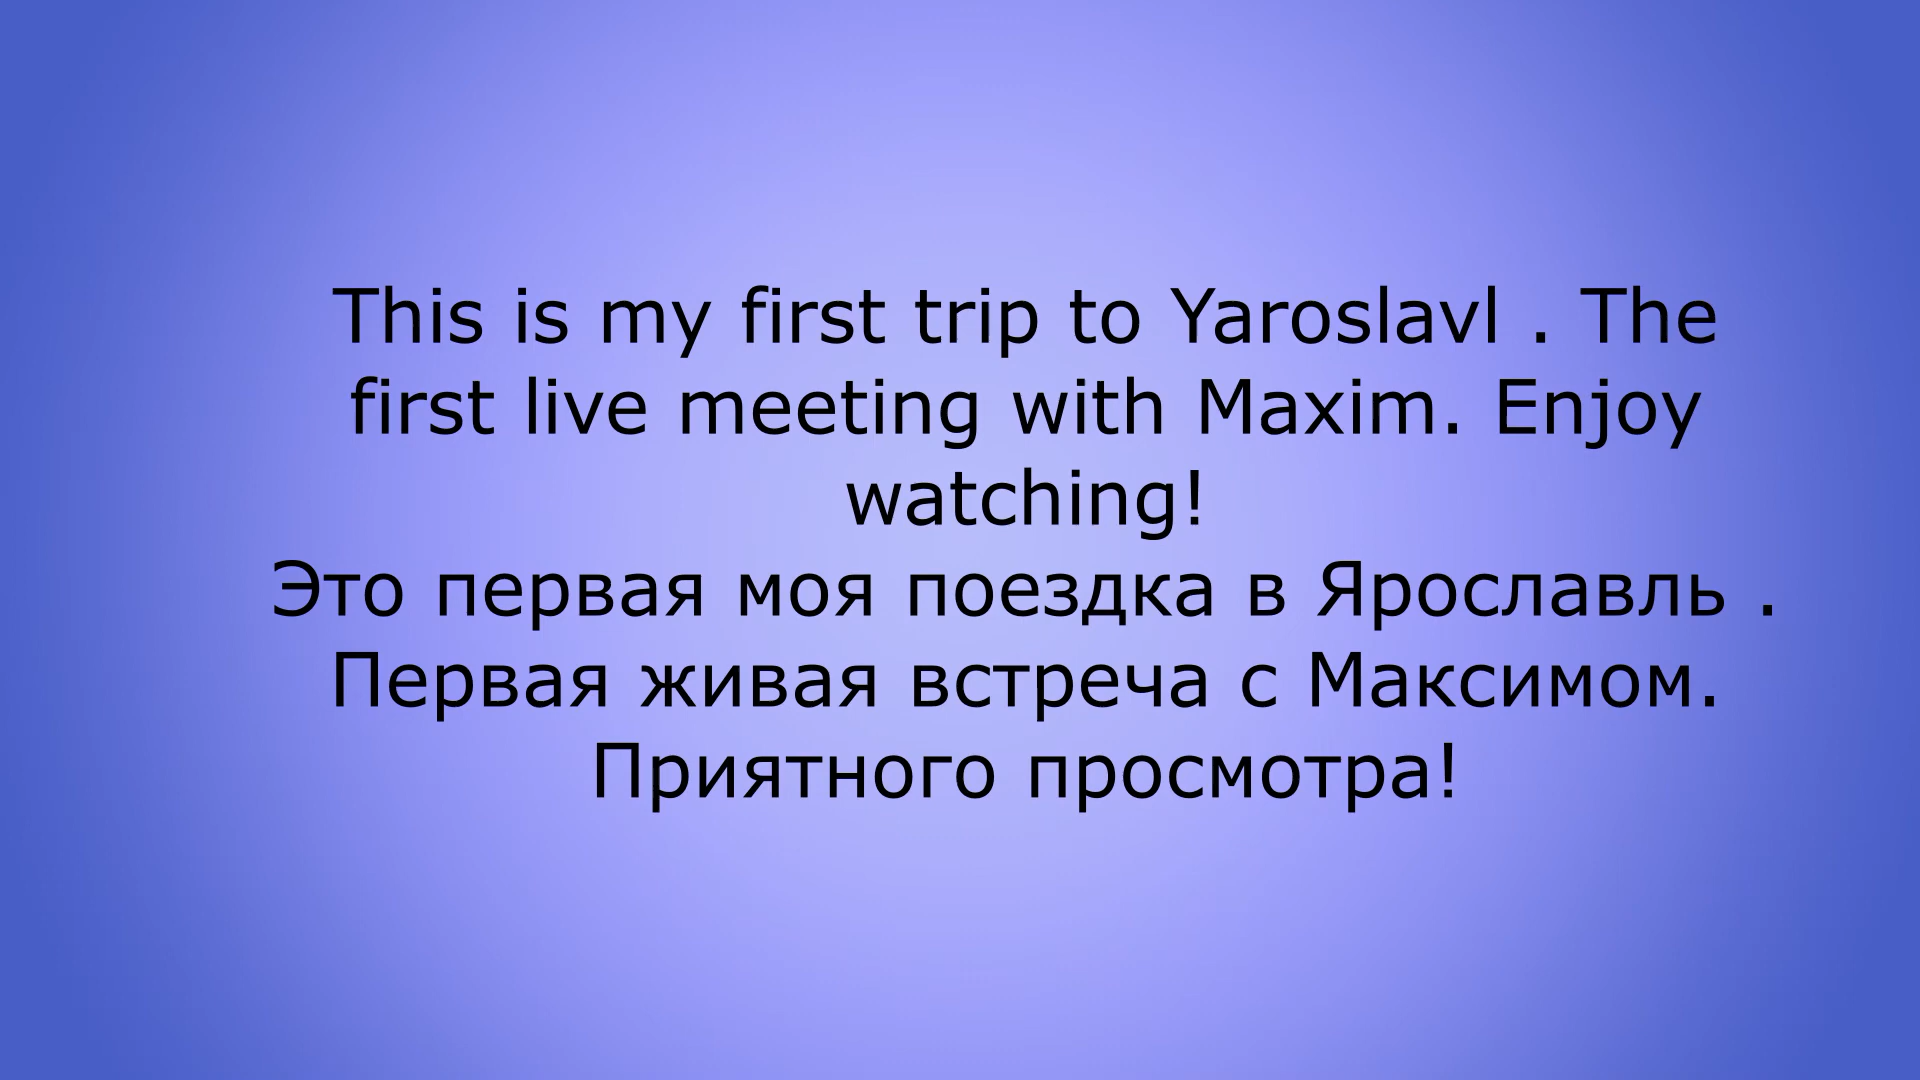 This is my first trip to Yaroslavl . The
first live meeting with Maxim. Enjoy
watching!
Это первая моя поездка в Ярославль .
Первая живая встреча с Максимом.
Приятного просмотра!